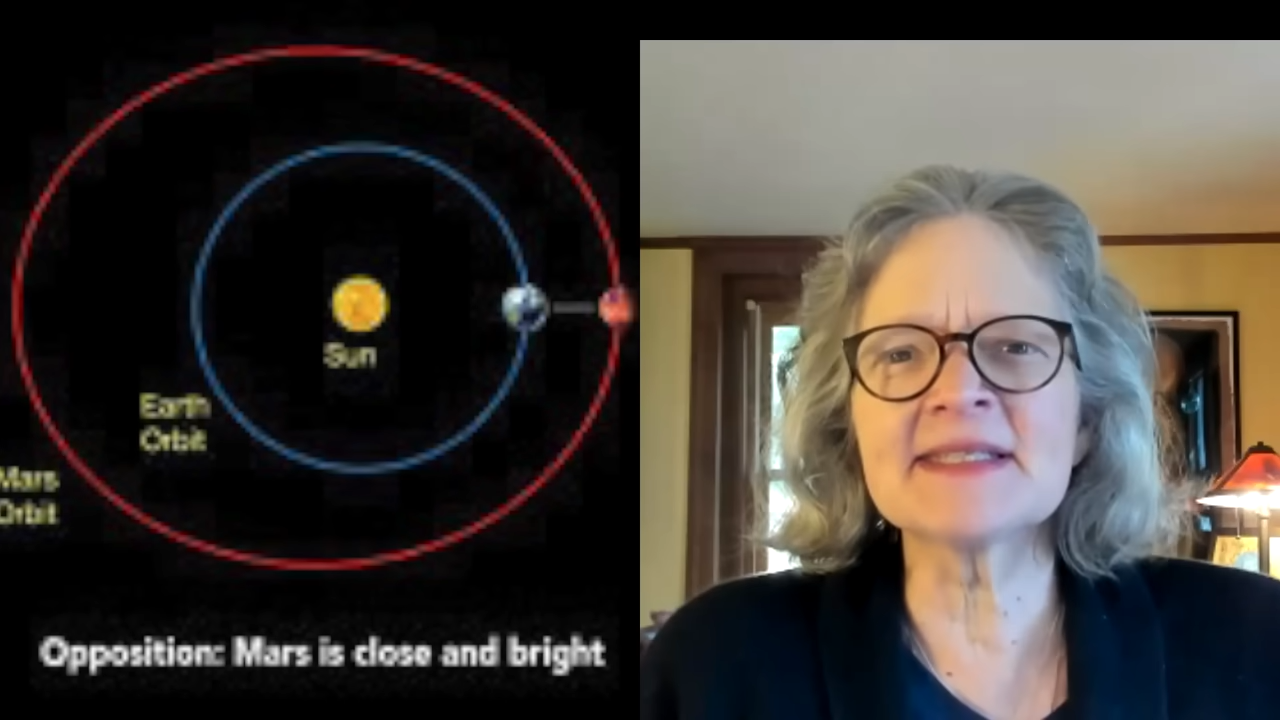 Sun
Earth
Orbit
Mars
Orbit
Opposition: Mars is close and bright